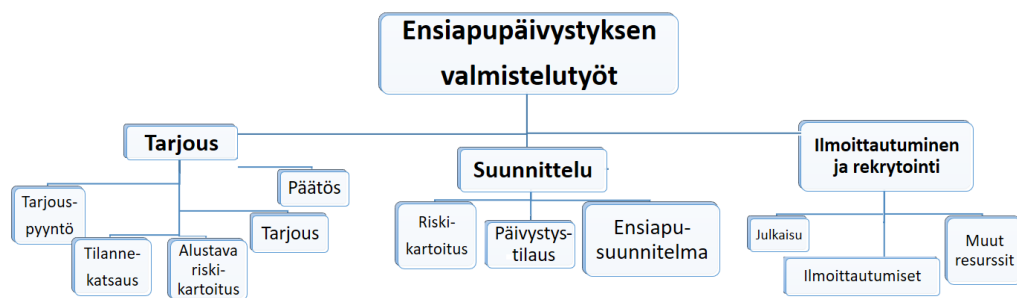 Ensiapupäivystyksen
valmistelutyöt
Tarjous
Päätös
Tarjous-
pyyntö
Tarjous
Tilanne-
katsaus
Alustava
riski-
kartoitus
Suunnittelu
Riski-
kartoitus
Päivystys-
tilaus
Ensiapu-
suunnitelma
Ilmoittautuminen
ja rekrytointi
Julkaisu
Ilmoittautumiset
Muut
resurssit